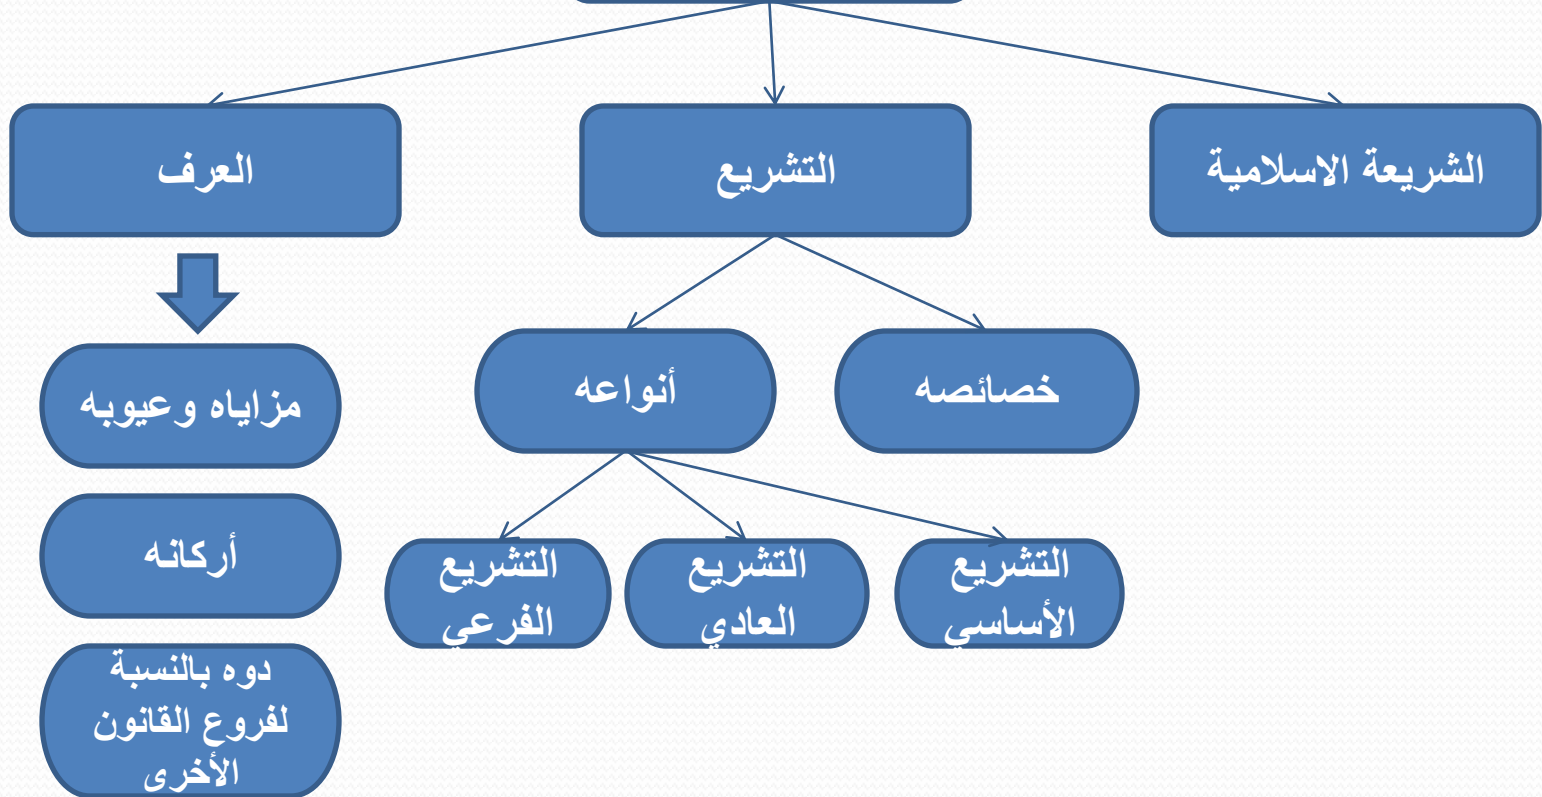 الشريعة الاسلامية
التشريع
العرف
خصائصه
أنواعه
مزاياه وعيوبه
أركانه
التشريع
الأساسي
التشريع
العادي
التشريع
الفرعي
دوه بالنسبة
لفروع القانون
الأخرى